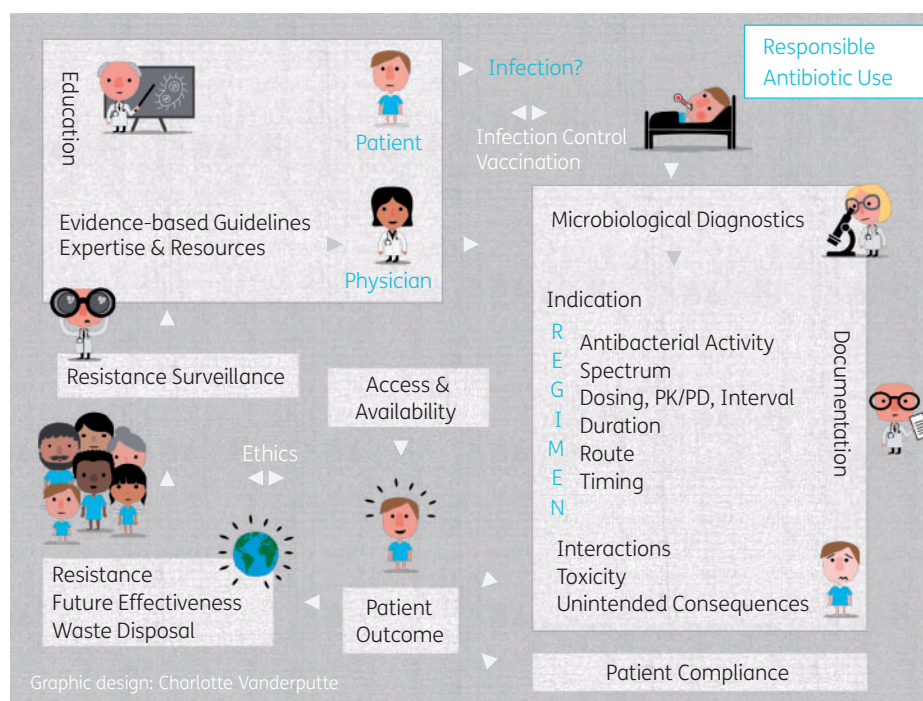 Responsible
Antibiotic Use
Education
Patient
Evidence-based Guidelines
Expertise & Resources
Physician
Infection?
Infection Control
Vaccination
Microbiological Diagnostics
Indication
REGIMEN
Antibacterial Activity
Spectrum
Dosing, PK/PD, Interval
Duration
Route
Timing
Interactions
Toxicity
Unintended Consequences
Documentation
Resistance Surveillance
Access &
Availability
Ethics
Resistance
Future Effectiveness
Waste Disposal
Patient
Outcome
Patient Compliance
Graphic design: Charlotte Vanderputte